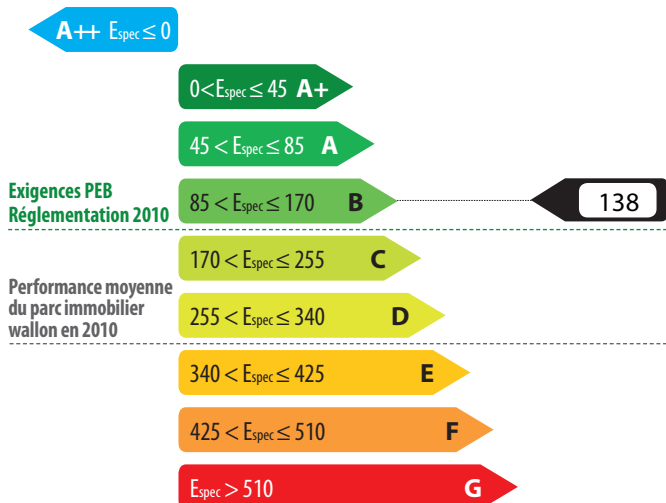 A++ Espec ≤ 0
0 < Espec ≤ 45 A+
45 < Espec ≤ 85 A
Exigences PEB
Réglementation 2010
85 < Espec ≤ 170 B
138
170 < Espec ≤ 255 C
Performance moyenne
du parc immobilier
wallon en 2010
255 < Espec ≤ 340 D
340 < Espec ≤ 425 E
425 < Espec ≤ 510 F
Espec > 510 G